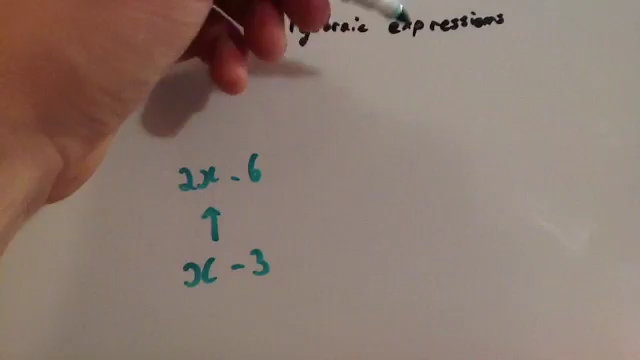 expressions
2x - 6
↑
x - 3